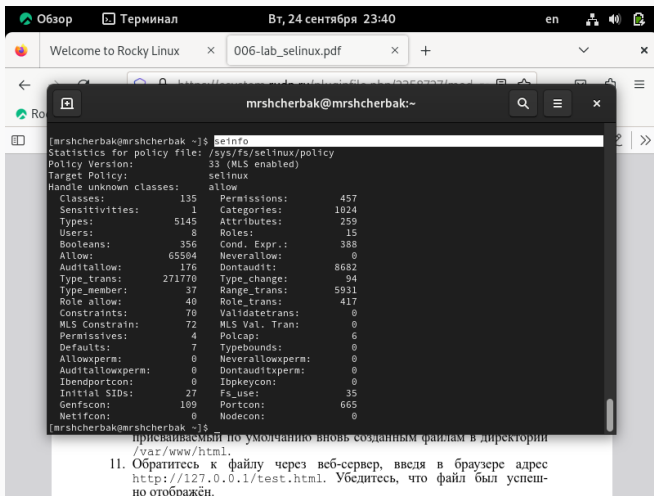 Обзор Терминал Вт, 24 сентября 23:40 en
Welcome to Rocky Linux × 006-lab_selinux.pdf × +
mrshcherbak@mrshcherbak:~
Ro
[mrshcherbak@mrshcherbak ~]$ seinfo
Statistics for policy file: /sys/fs/selinux/policy
Policy Version: 33 (MLS enabled)
Target Policy: selinux
Handle unknown classes: allow
Classes: 135 Permissions: 457
Sensitivities: 1 Categories: 1024
Types: 5145 Attributes: 259
Users: 8 Roles: 15
Booleans: 356 Cond. Expr.: 388
Allow: 65504 Neverallow: 0
Auditallow: 176 Dontaudit: 8682
Type_trans: 271770 Type_change: 94
Type_member: 37 Range_trans: 5931
Role allow: 40 Role_trans: 417
Constraints: 70 Validatetrans: 0
MLS Constrain: 72 MLS Val. Tran: 0
Permissives: 4 Polcap: 6
Defaults: 7 Typebounds: 0
Allowxperm: 0 Neverallowxperm: 0
Auditallowxperm: 0 Dontauditxperm: 0
Ibendportcon: 0 Ibpkeycon: 0
Initial SIDs: 27 Fs_use: 35
Genfscon: 109 Portcon: 665
Netifcon: 0 Nodecon: 0
[mrshcherbak@mrshcherbak ~]$
присваиваемый по умолчанию вновь созданным файлам в директории
/var/www/html.
11. Обратитесь к файлу через веб-сервер, введя в браузере адрес
http://127.0.0.1/test.html. Убедитесь, что файл был успеш-
но отображён.